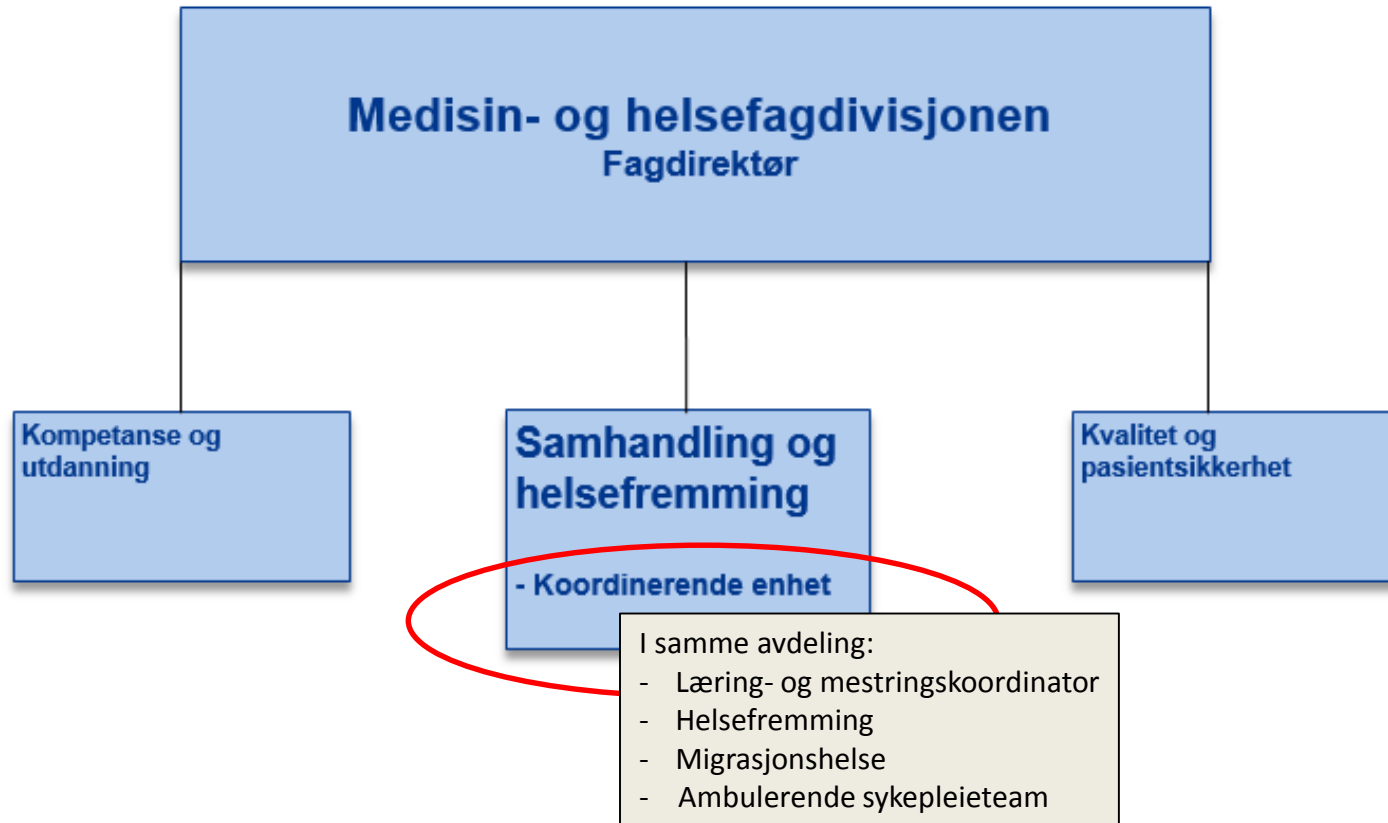 Medisin- og helsefagdivisjonen
Fagdirektør
Kompetanse og
utdanning
Samhandling og
helsefremming
- Koordinerende enhet
Kvalitet og
pasientsikkerhet
I samme avdeling:
- Læring- og mestringskoordinator
- Helsefremming
- Migrasjonshelse
- Ambulerende sykepleieteam